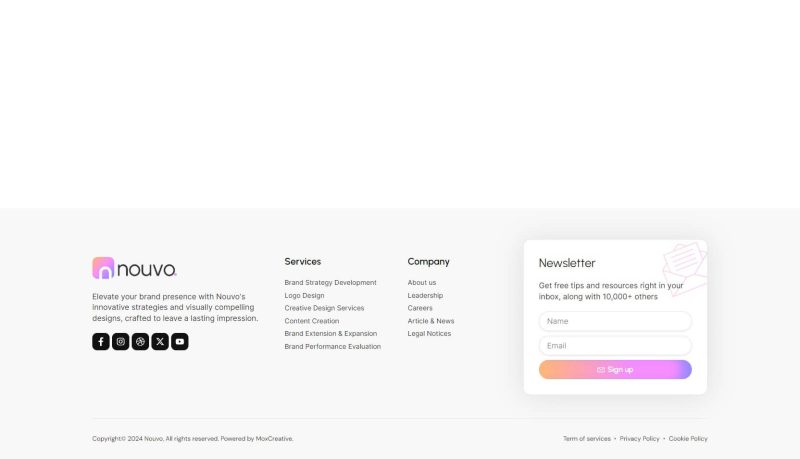 nouvo.
Elevate your brand presence with Nouvo's
innovative strategies and visually compelling
designs, crafted to leave a lasting impression.
Services
Brand Strategy Development
Logo Design
Creative Design Services
Content Creation
Brand Extension & Expansion
Brand Performance Evaluation
Company
About us
Leadership
Careers
Article & News
Legal Notices
Newsletter
Get free tips and resources right in your
inbox, along with 10,000+ others
Name
Email
Sign up
Copyright© 2024 Nouvo, All rights reserved. Powered by MoxCreative.
Term of services • Privacy Policy • Cookie Policy